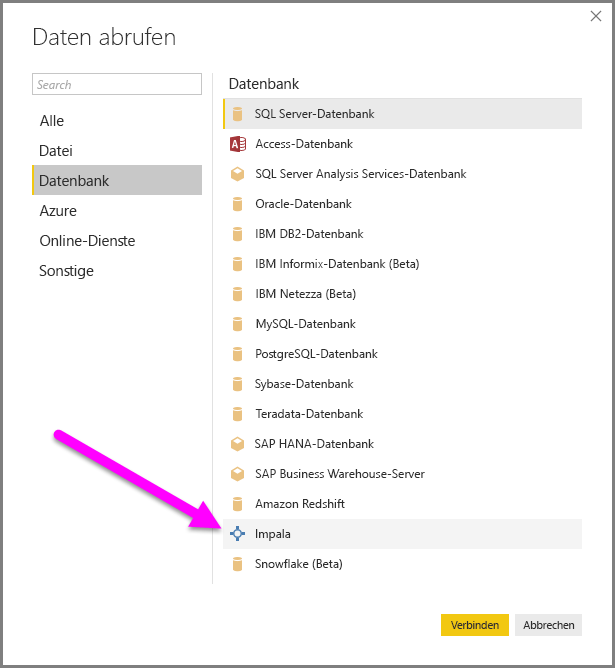 Daten abrufen
Search
Alle
Datei
Datenbank
Azure
Online-Dienste
Sonstige
Datenbank
SQL Server-Datenbank
A
Access-Datenbank
SQL Server Analysis Services-Datenbank
Oracle-Datenbank
IBM DB2-Datenbank
IBM Informix-Datenbank (Beta)
IBM Netezza (Beta)
MySQL-Datenbank
PostgreSQL-Datenbank
Sybase-Datenbank
Teradata-Datenbank
SAP HANA-Datenbank
SAP Business Warehouse-Server
Amazon Redshift
Impala
Snowflake (Beta)
Verbinden
Abbrechen